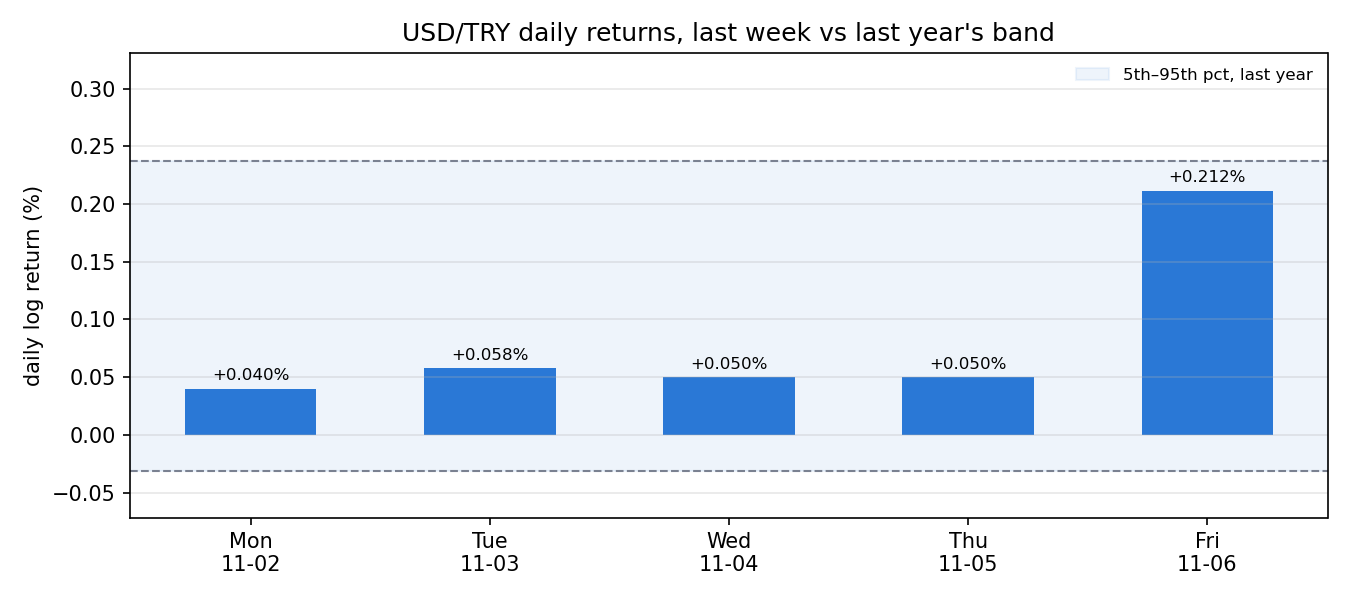 USD/TRY daily returns, last week vs last year's band
5th–95th pct, last year
daily log return (%)
0.30
0.25
0.20
0.15
0.10
0.05
0.00
−0.05
+0.040%
+0.058%
+0.050%
+0.050%
+0.212%
Mon
11-02
Tue
11-03
Wed
11-04
Thu
11-05
Fri
11-06